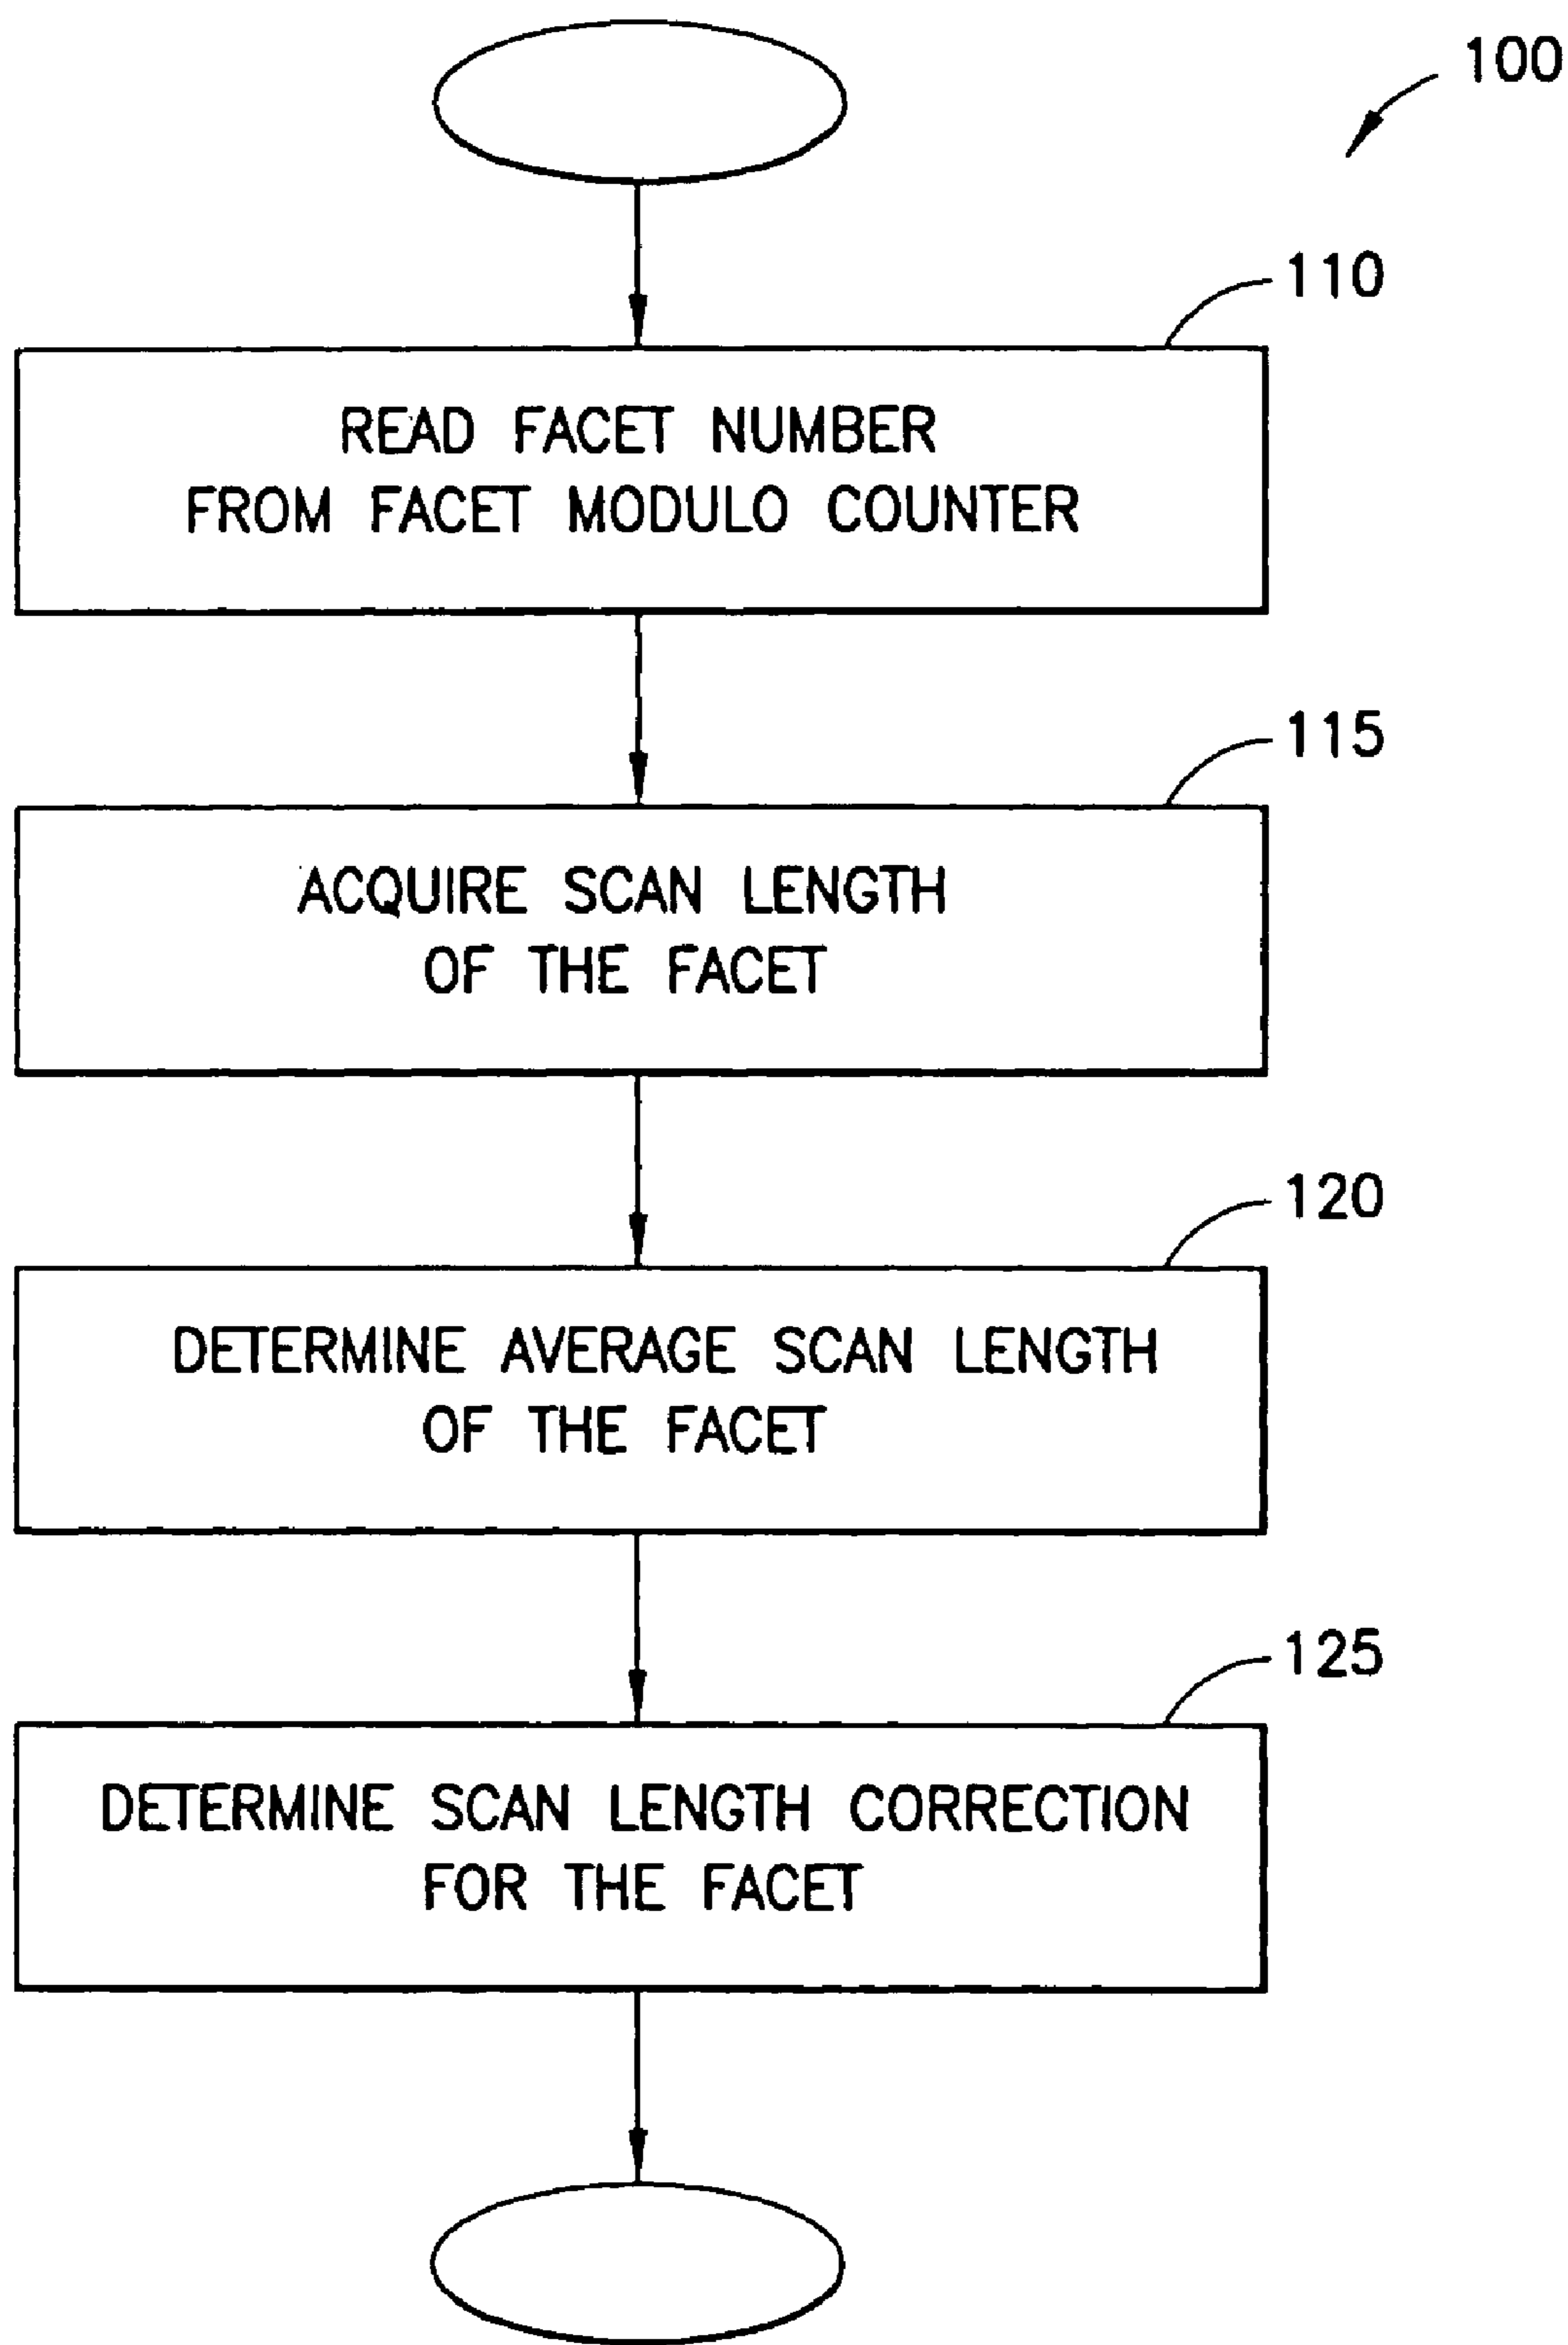 100
110
READ FACET NUMBER
FROM FACET MODULO COUNTER
115
ACQUIRE SCAN LENGTH
OF THE FACET
120
DETERMINE AVERAGE SCAN LENGTH
OF THE FACET
125
DETERMINE SCAN LENGTH CORRECTION
FOR THE FACET